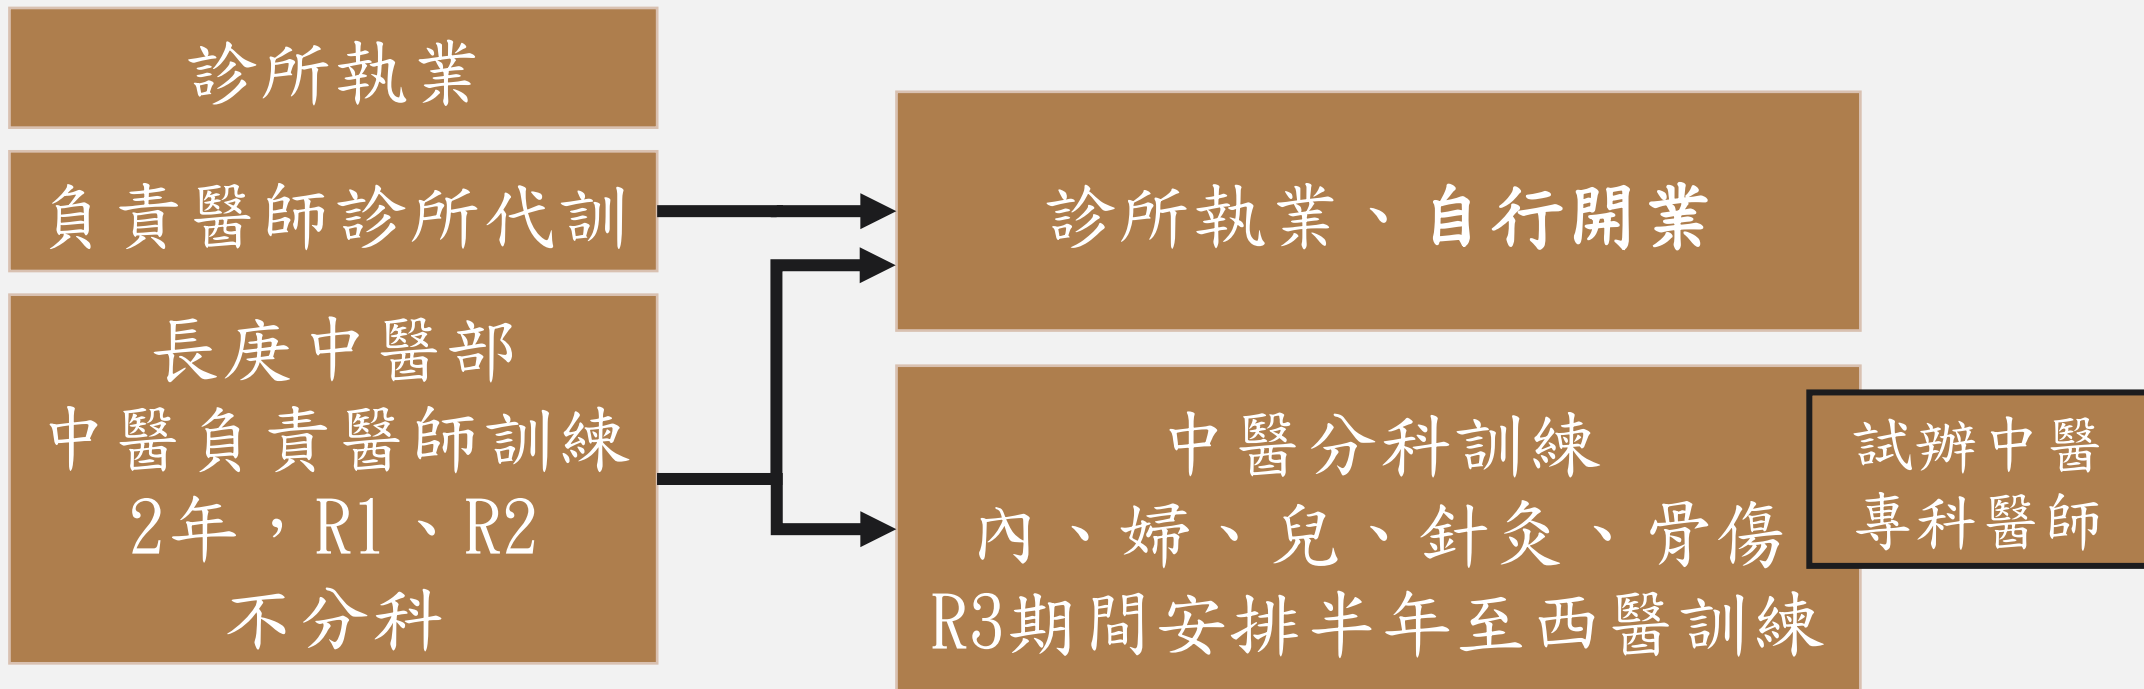 診所執業
負責醫師診所代訓
長庚中醫部
中醫負責醫師訓練
2年，R1、R2
不分科
診所執業、自行開業
中醫分科訓練
內、婦、兒、針灸、骨傷
R3期間安排半年至西醫訓練
試辦中醫
專科醫師